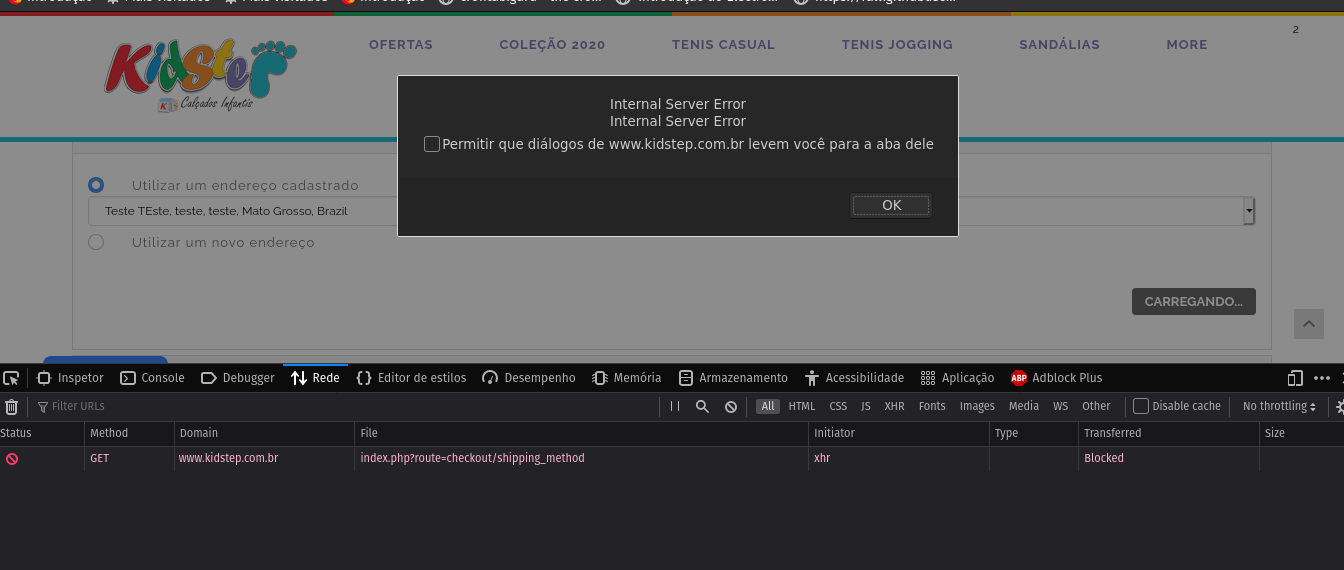 2
OFERTAS COLEÇÃO 2020 TENIS CASUAL TENIS JOGGING SANDÁLIAS MORE
KidStep
Calçados Infantis
Internal Server Error
Internal Server Error
Permitir que diálogos de www.kidstep.com.br levem você para a aba dele
OK
Utilizar um endereço cadastrado
Teste TEste, teste, teste, Mato Grosso, Brazil
Utilizar um novo endereço
CARREGANDO...
Inspetor Console Debugger Rede Editor de estilos Desempenho Memória Armazenamento Acessibilidade Aplicação ABP Adblock Plus
Filter URLs All HTML CSS JS XHR Fonts Images Media WS Other Disable cache No throttling
Status Method Domain File Initiator Type Transferred Size
GET www.kidstep.com.br index.php?route=checkout/shipping_method xhr Blocked